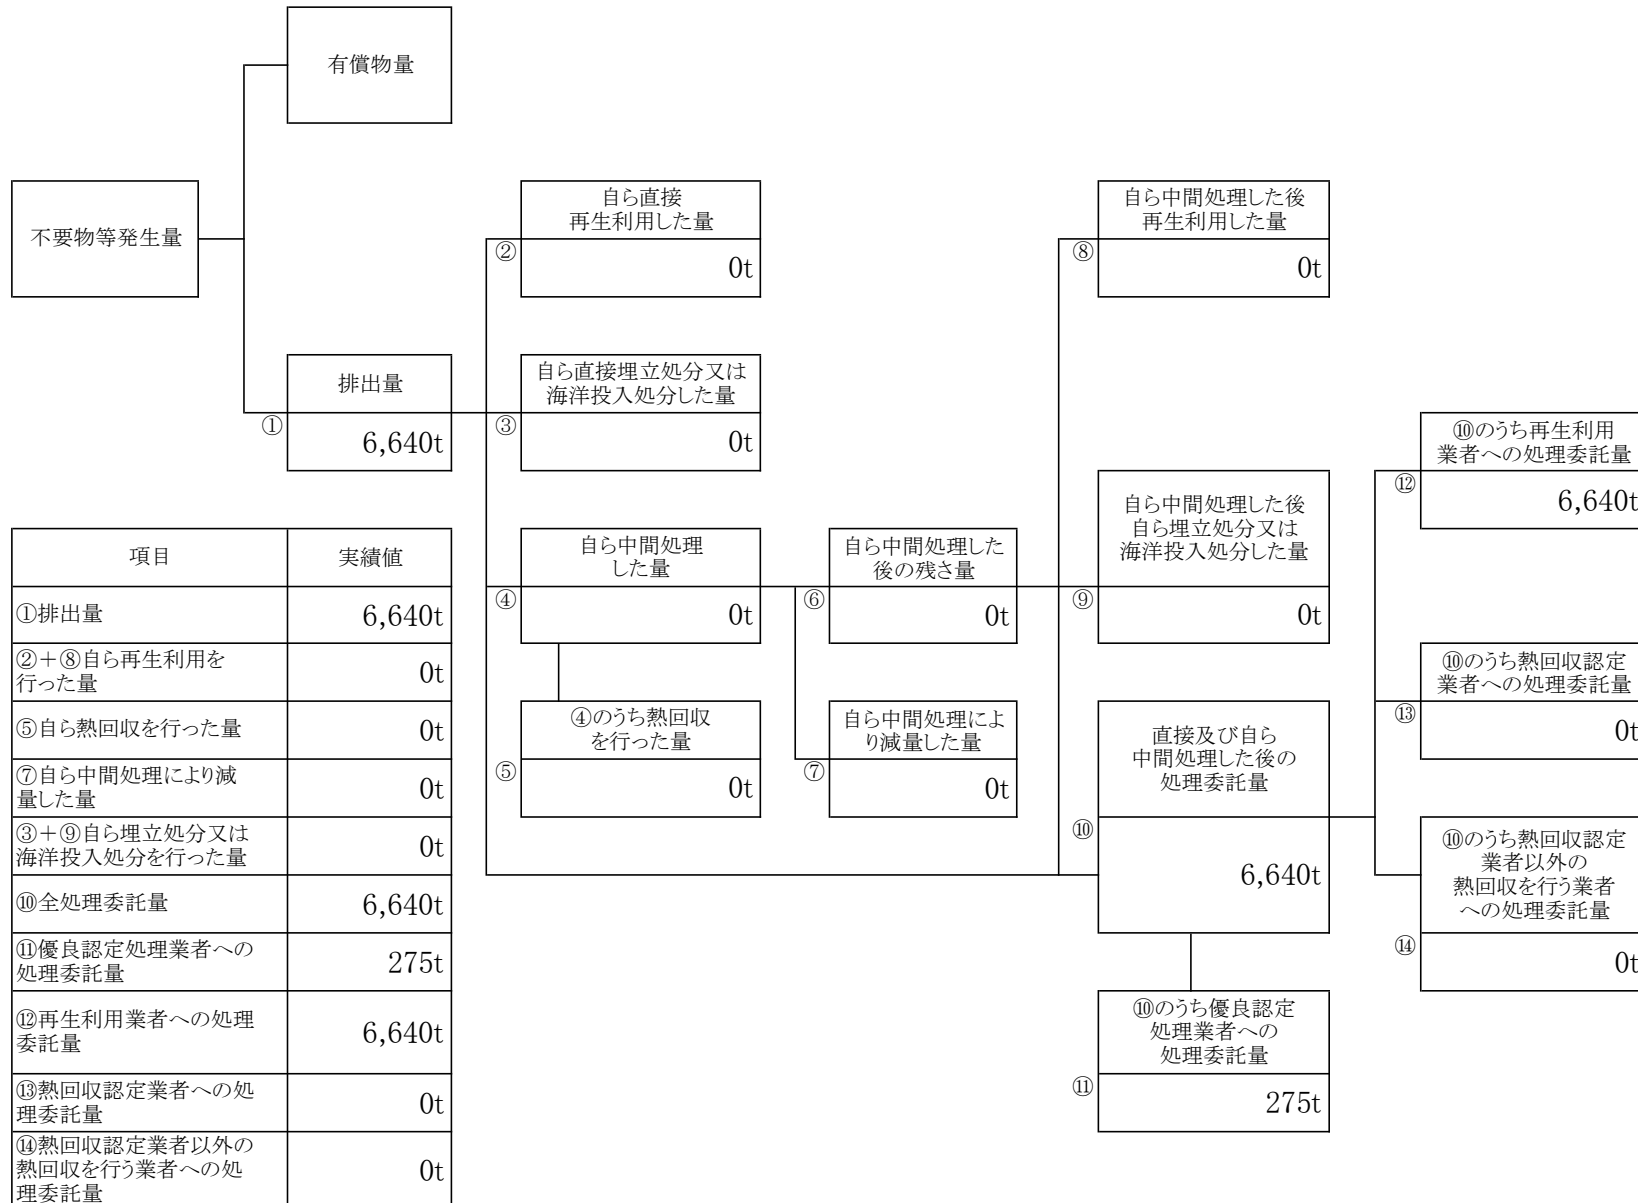 有償物量
不要物等発生量
排出量
①
6,640t
自ら直接
再生利用した量
②
0t
自ら直接埋立処分又は
海洋投入処分した量
③
0t
自ら中間処理
した量
④
0t
④のうち熱回収
を行った量
⑤
0t
自ら中間処理した
後の残さ量
⑥
0t
自ら中間処理によ
り減量した量
⑦
0t
自ら中間処理した後
再生利用した量
⑧
0t
自ら中間処理した後
自ら埋立処分又は
海洋投入処分した量
⑨
0t
直接及び自ら
中間処理した後の
処理委託量
⑩
6,640t
⑩のうち優良認定
処理業者への
処理委託量
⑪
275t
⑩のうち再生利用
業者への処理委託量
⑫
6,640t
⑩のうち熱回収認定
業者への処理委託量
⑬
0t
⑩のうち熱回収認定
業者以外の
熱回収を行う業者
への処理委託量
⑭
0t
項目 実績値
①排出量 6,640t
②+⑧自ら再生利用を
行った量 0t
⑤自ら熱回収を行った量 0t
⑦自ら中間処理により減
量した量 0t
③+⑨自ら埋立処分又は
海洋投入処分を行った量 0t
⑩全処理委託量 6,640t
⑪優良認定処理業者への
処理委託量 275t
⑫再生利用業者への処理
委託量 6,640t
⑬熱回収認定業者への処
理委託量 0t
⑭熱回収認定業者以外の
熱回収を行う業者への処
理委託量 0t